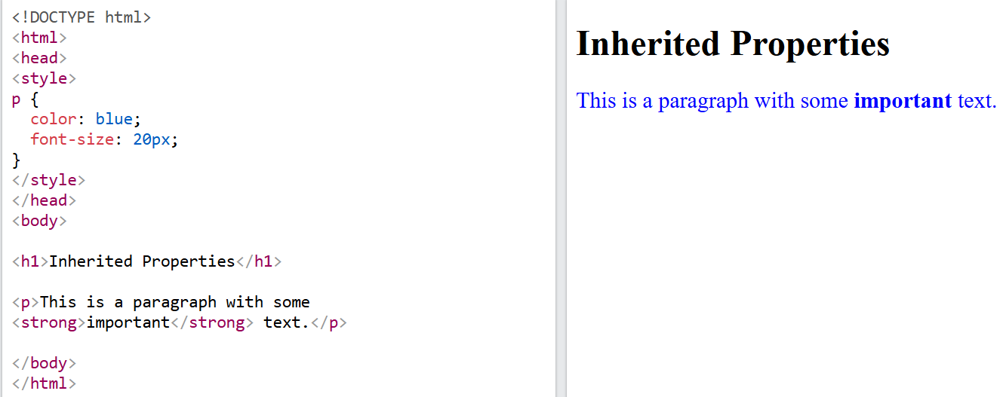 <!DOCTYPE html>
<html>
<head>
<style>
p {
  color: blue;
  font-size: 20px;
}
</style>
</head>
<body>

<h1>Inherited Properties</h1>

<p>This is a paragraph with some
<strong>important</strong> text.</p>

</body>
</html>
Inherited Properties
This is a paragraph with some important text.